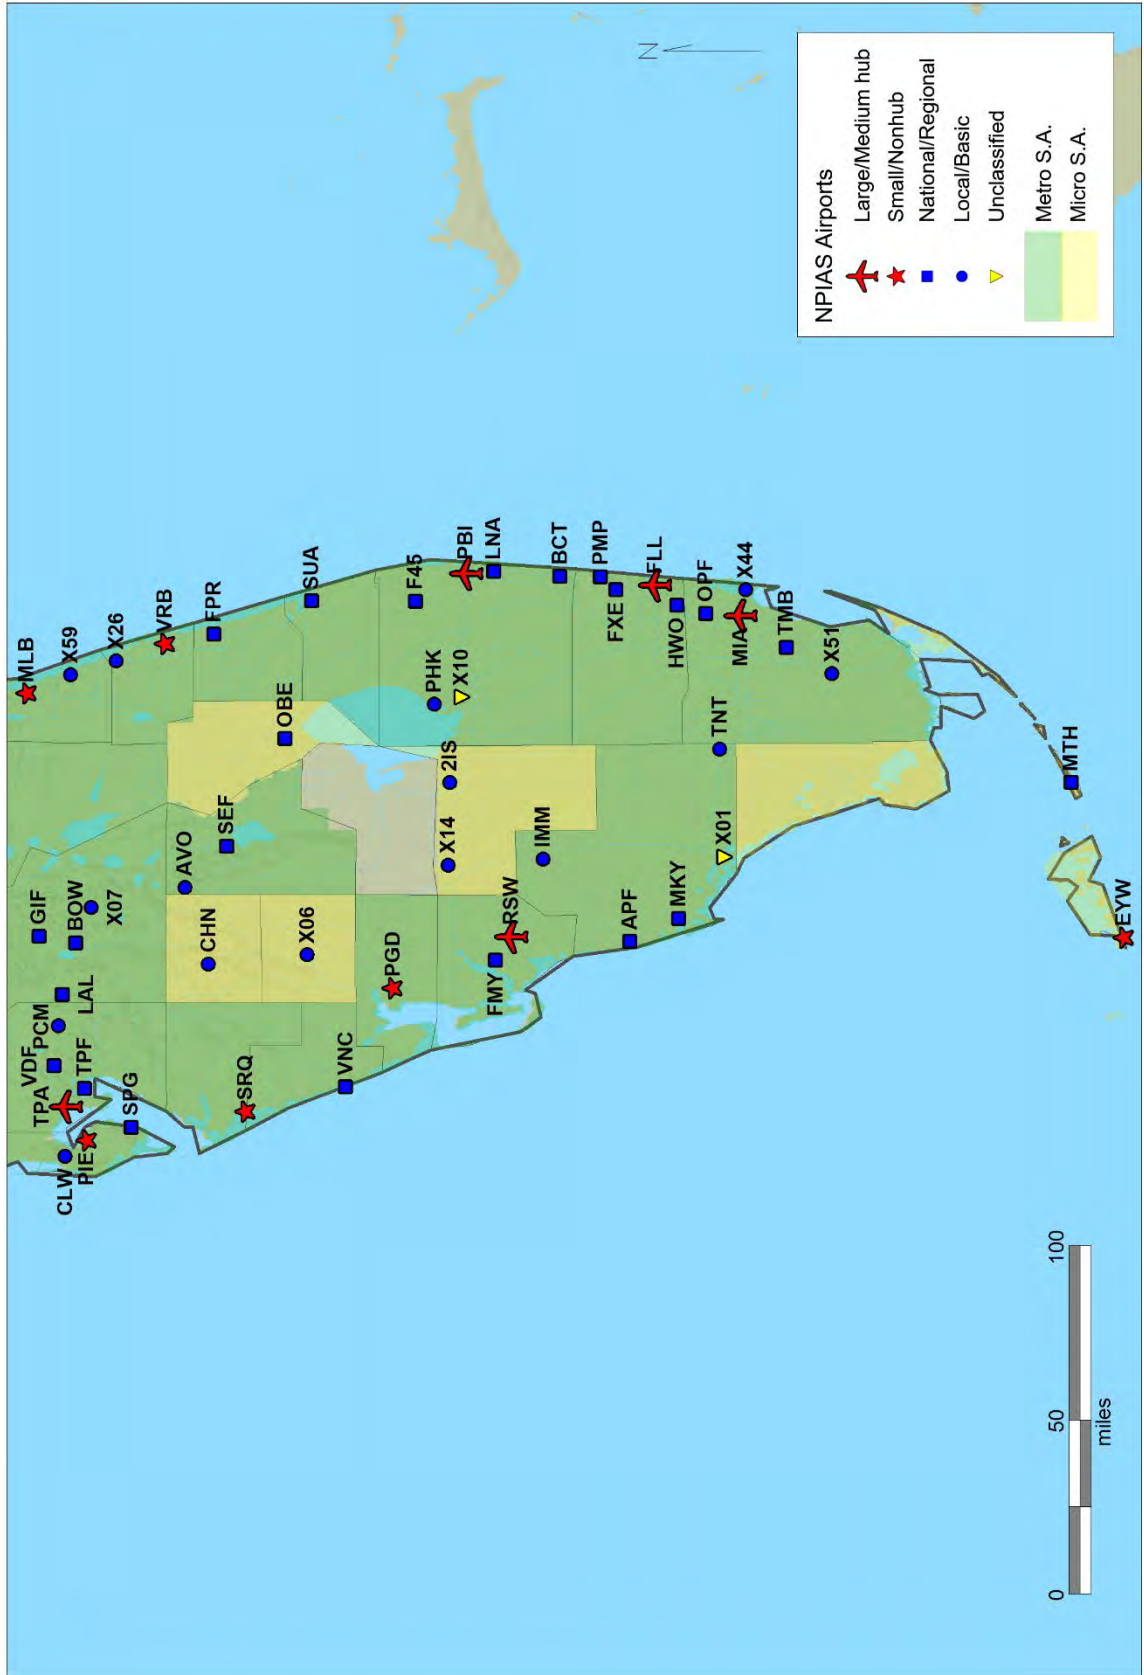 N
NPIAS Airports
Large/Medium hub
Small/Nonhub
National/Regional
Local/Basic
Unclassified
Metro S.A.
Micro S.A.
MLB
X59
X26
VRB
FPR
SUA
F45
PBI
LNA
BCT
PMP
FXE
FLL
HWO
OPF
X44
MIA
TMB
X51
PHK
X10
OBE
TNT
2IS
MTH
SEF
X14
IMM
X01
AVO
GIF
BOW
X07
CHN
X06
RSW
FMY
APF
MKY
EYW
PGD
LAL
PCM
VDF
TPF
TPA
SPG
PIE
CLW
SRQ
VNC
0
50
100
miles